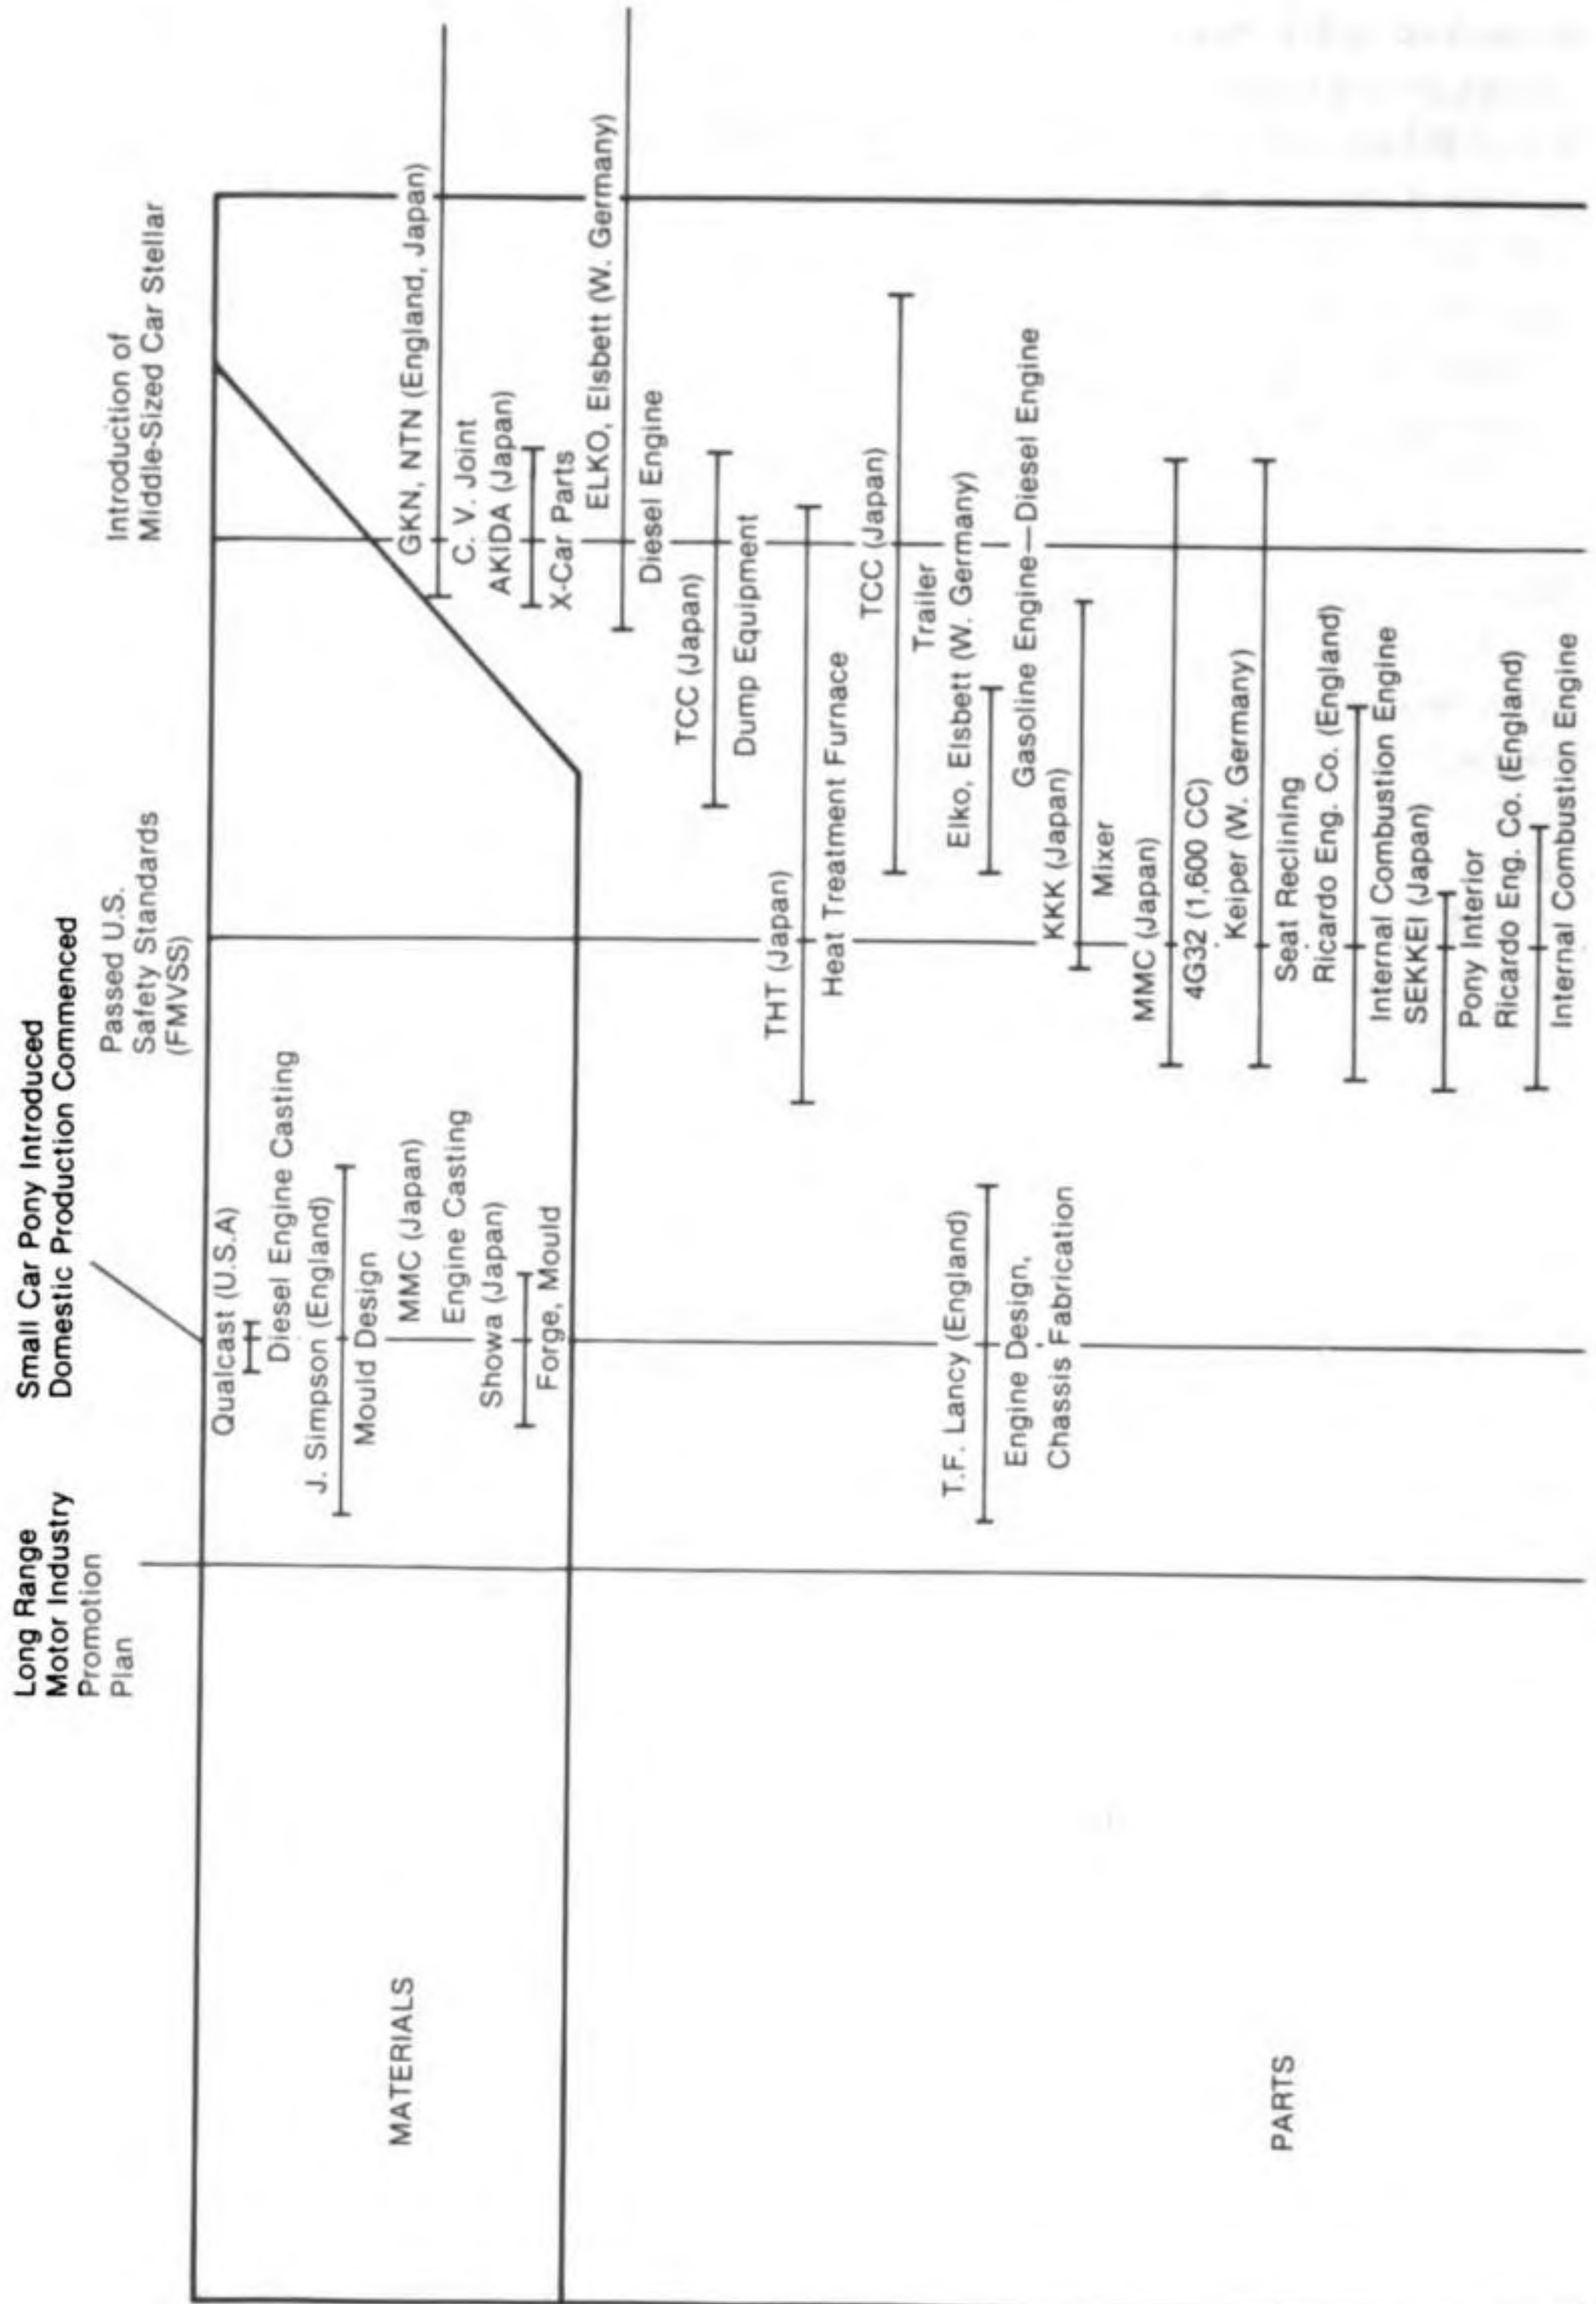 Long Range
Motor Industry
Promotion
Plan
Small Car Pony Introduced
Domestic Production Commenced
Passed U.S.
Safety Standards
(FMVSS)
Introduction of
Middle-Sized Car Stellar
MATERIALS
Qualcast (U.S.A)
Diesel Engine Casting
J. Simpson (England)
Mould Design
MMC (Japan)
Engine Casting
Showa (Japan)
Forge, Mould
GKN, NTN (England, Japan)
C. V. Joint
AKIDA (Japan)
X-Car Parts
ELKO, Elsbett (W. Germany)
Diesel Engine
TCC (Japan)
Dump Equipment
THT (Japan)
Heat Treatment Furnace
TCC (Japan)
Trailer
PARTS
T.F. Lancy (England)
Engine Design,
Chassis Fabrication
Elko, Elsbett (W. Germany)
Gasoline Engine—Diesel Engine
KKK (Japan)
Mixer
MMC (Japan)
4G32 (1,600 CC)
Keiper (W. Germany)
Seat Reclining
Ricardo Eng. Co. (England)
Internal Combustion Engine
SEKKEI (Japan)
Pony Interior
Ricardo Eng. Co. (England)
Internal Combustion Engine